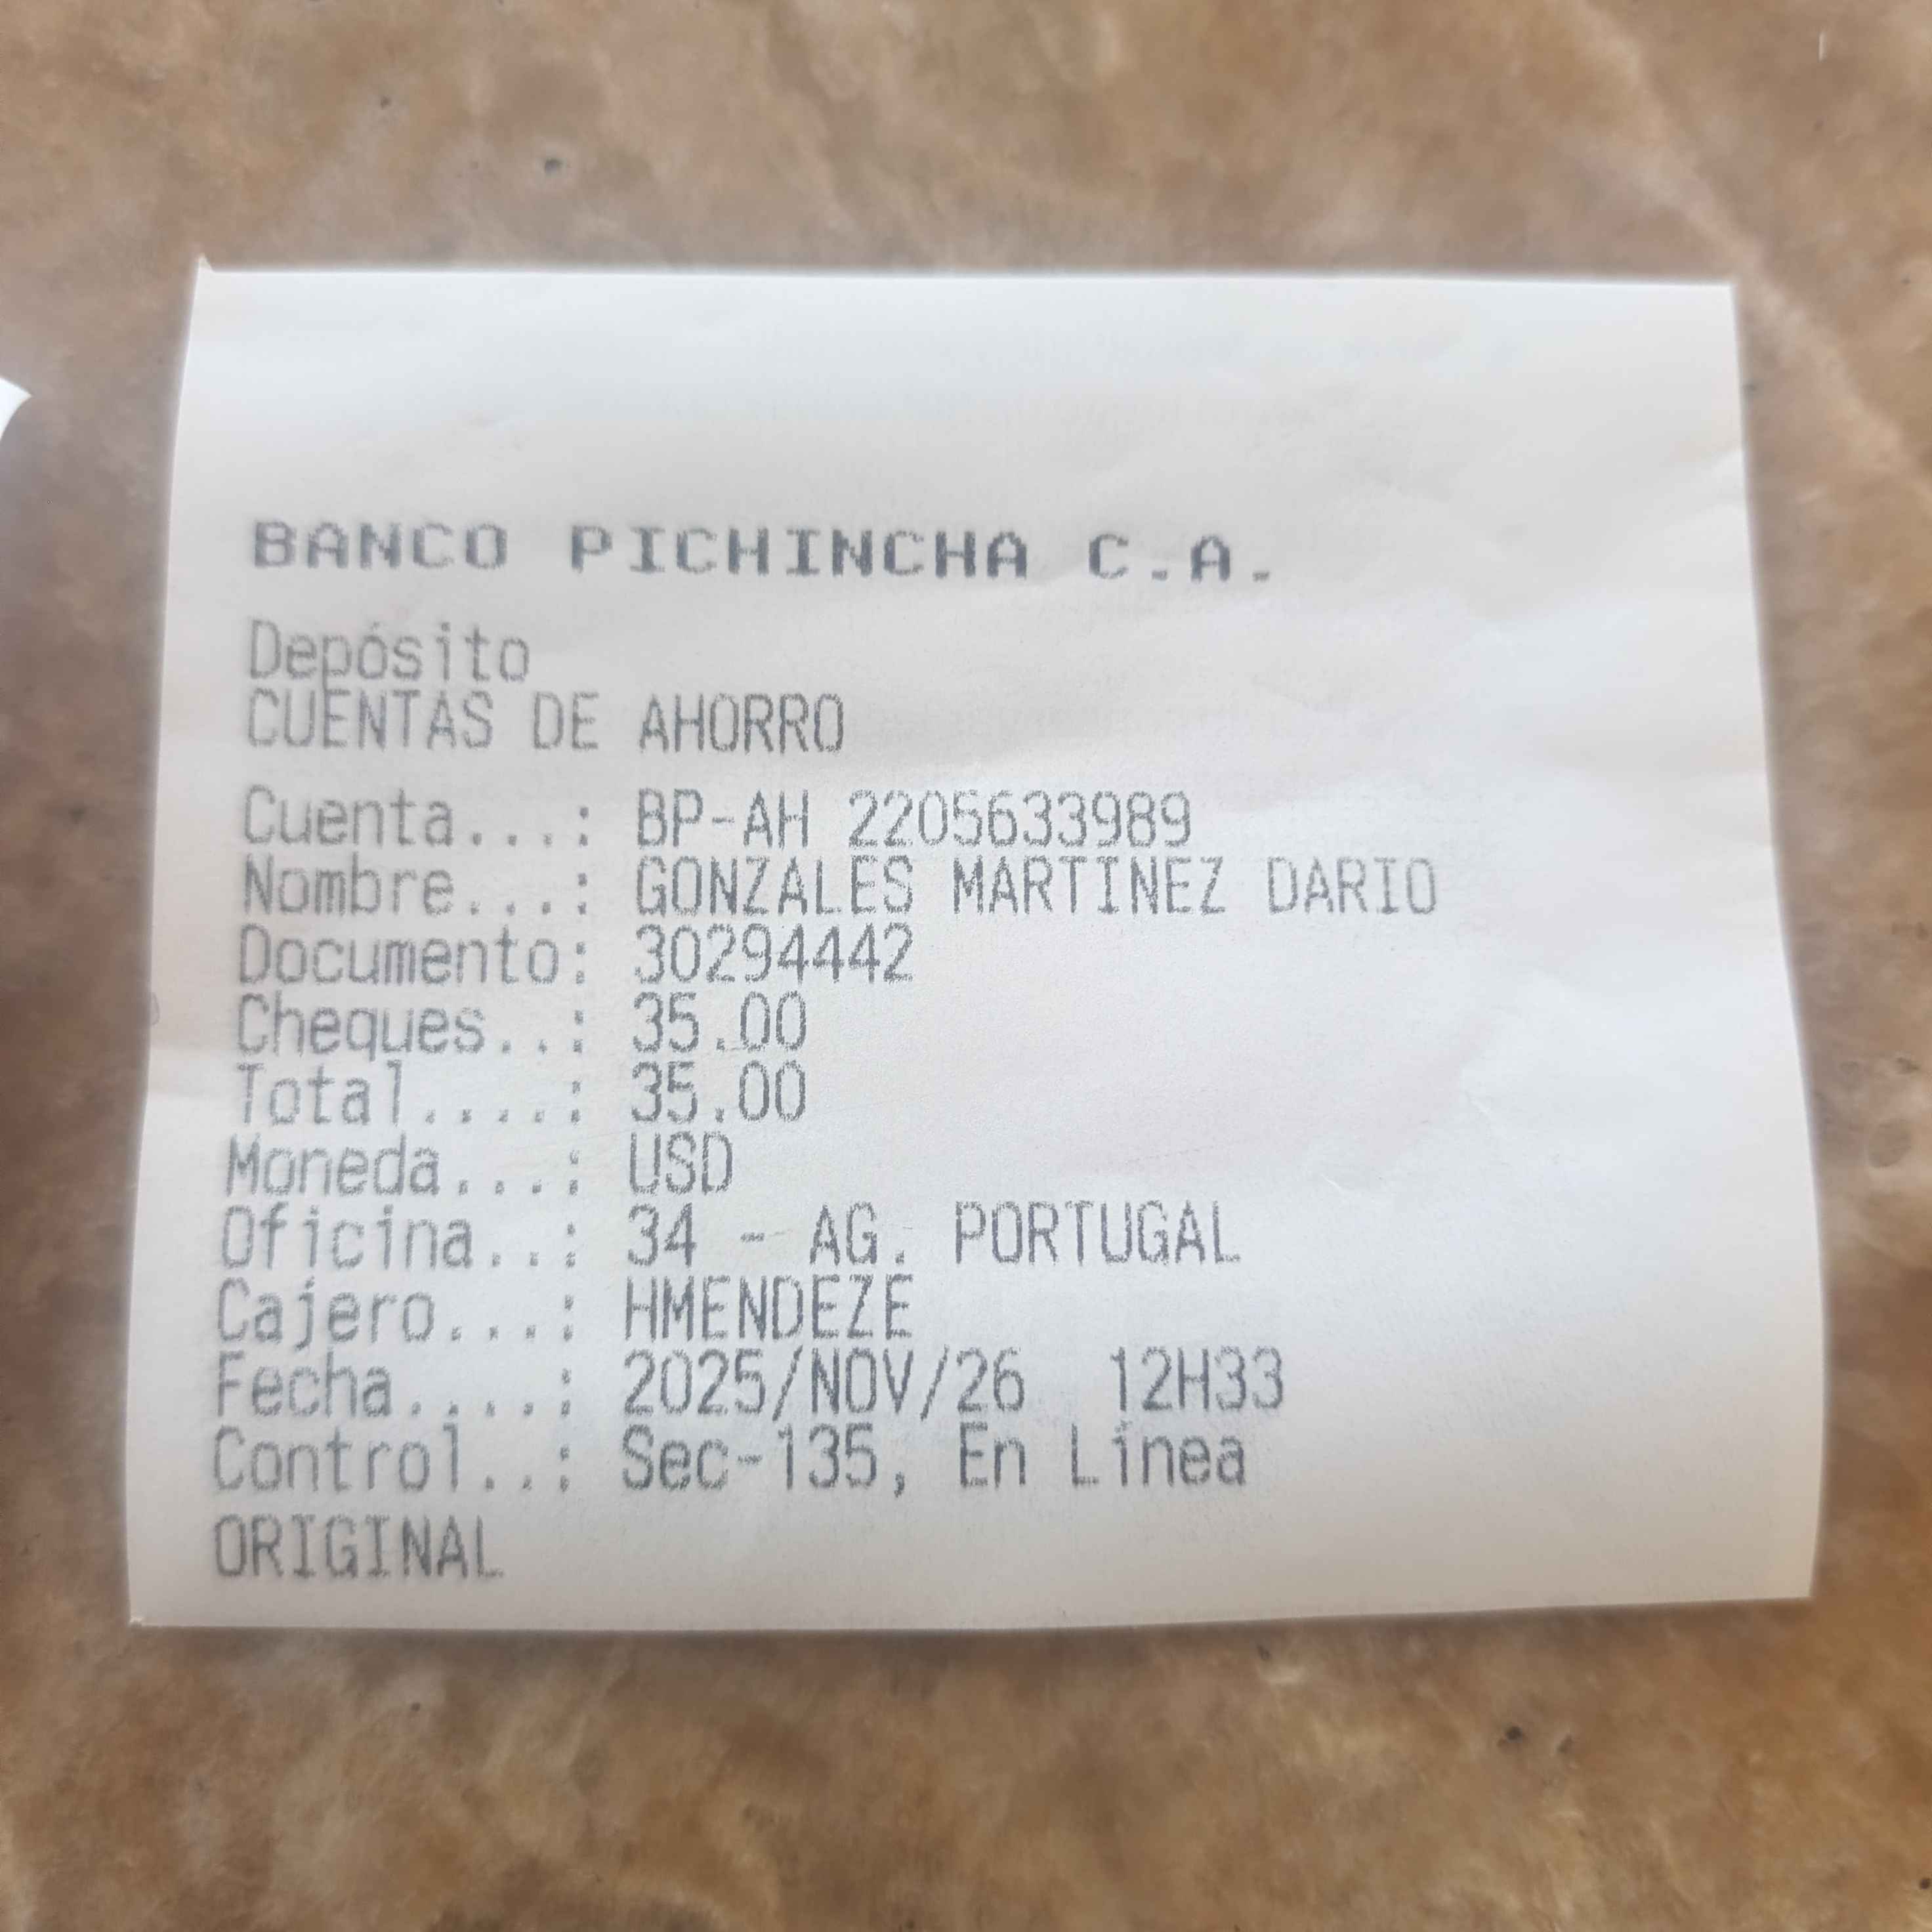 BANCO PICHINCHA C.A.
Depósito
CUENTAS DE AHORRO
Cuenta...: BP-AH 2205633989
Nombre...: GONZALES MARTINEZ DARIO
Documento: 30294442
Cheques..: 35.00
Total....: 35.00
Moneda...: USD
Oficina..: 34 - AG. PORTUGAL
Cajero...: HMENDEZE
Fecha....: 2025/NOV/26  12H33
Control..: Sec-135, En Línea
ORIGINAL